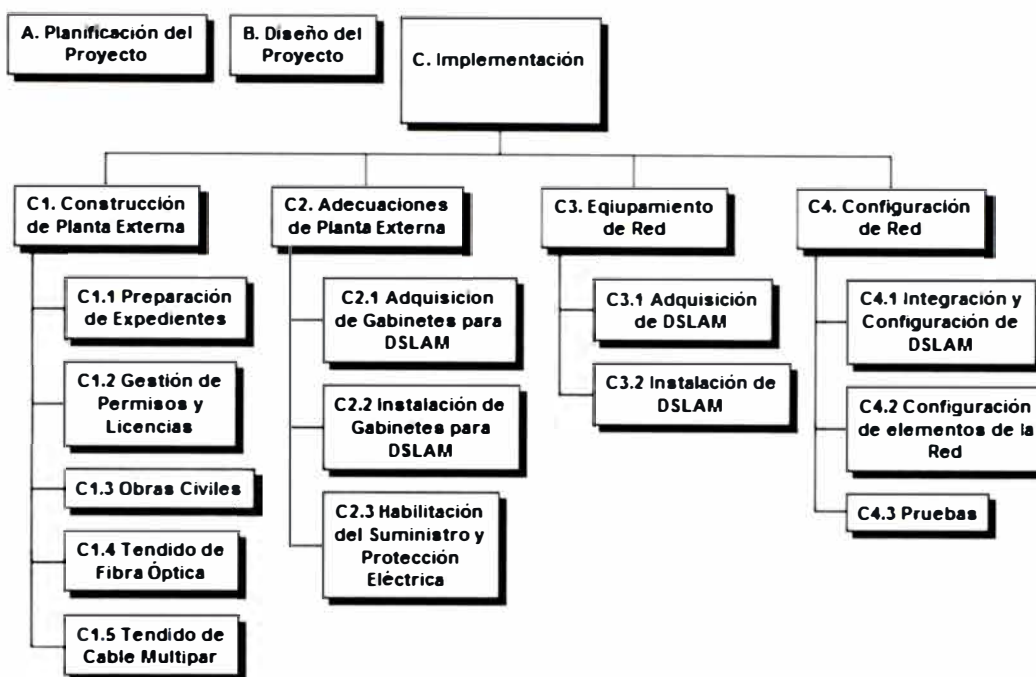 A. Planificación del
Proyecto
B. Diseño del
Proyecto
C. Implementación
C1. Construcción
de Planta Externa
C1.1 Preparación
de Expedientes
C1.2 Gestión de
Permisos y
Licencias
C1.3 Obras Civiles
C1.4 Tendido de
Fibra Óptica
C1.5 Tendido de
Cable Multipar
C2. Adecuaciones
de Planta Externa
C2.1 Adquisicion
de Gabinetes para
DSLAM
C2.2 Instalación de
Gabinetes para
DSLAM
C2.3 Habilitación
del Suministro y
Protección
Eléctrica
C3. Eqiupamiento
de Red
C3.1 Adquisición
de DSLAM
C3.2 Instalación de
DSLAM
C4. Configuración
de Red
C4.1 Integración y
Configuración de
DSLAM
C4.2 Configuración
de elementos de la
Red
C4.3 Pruebas